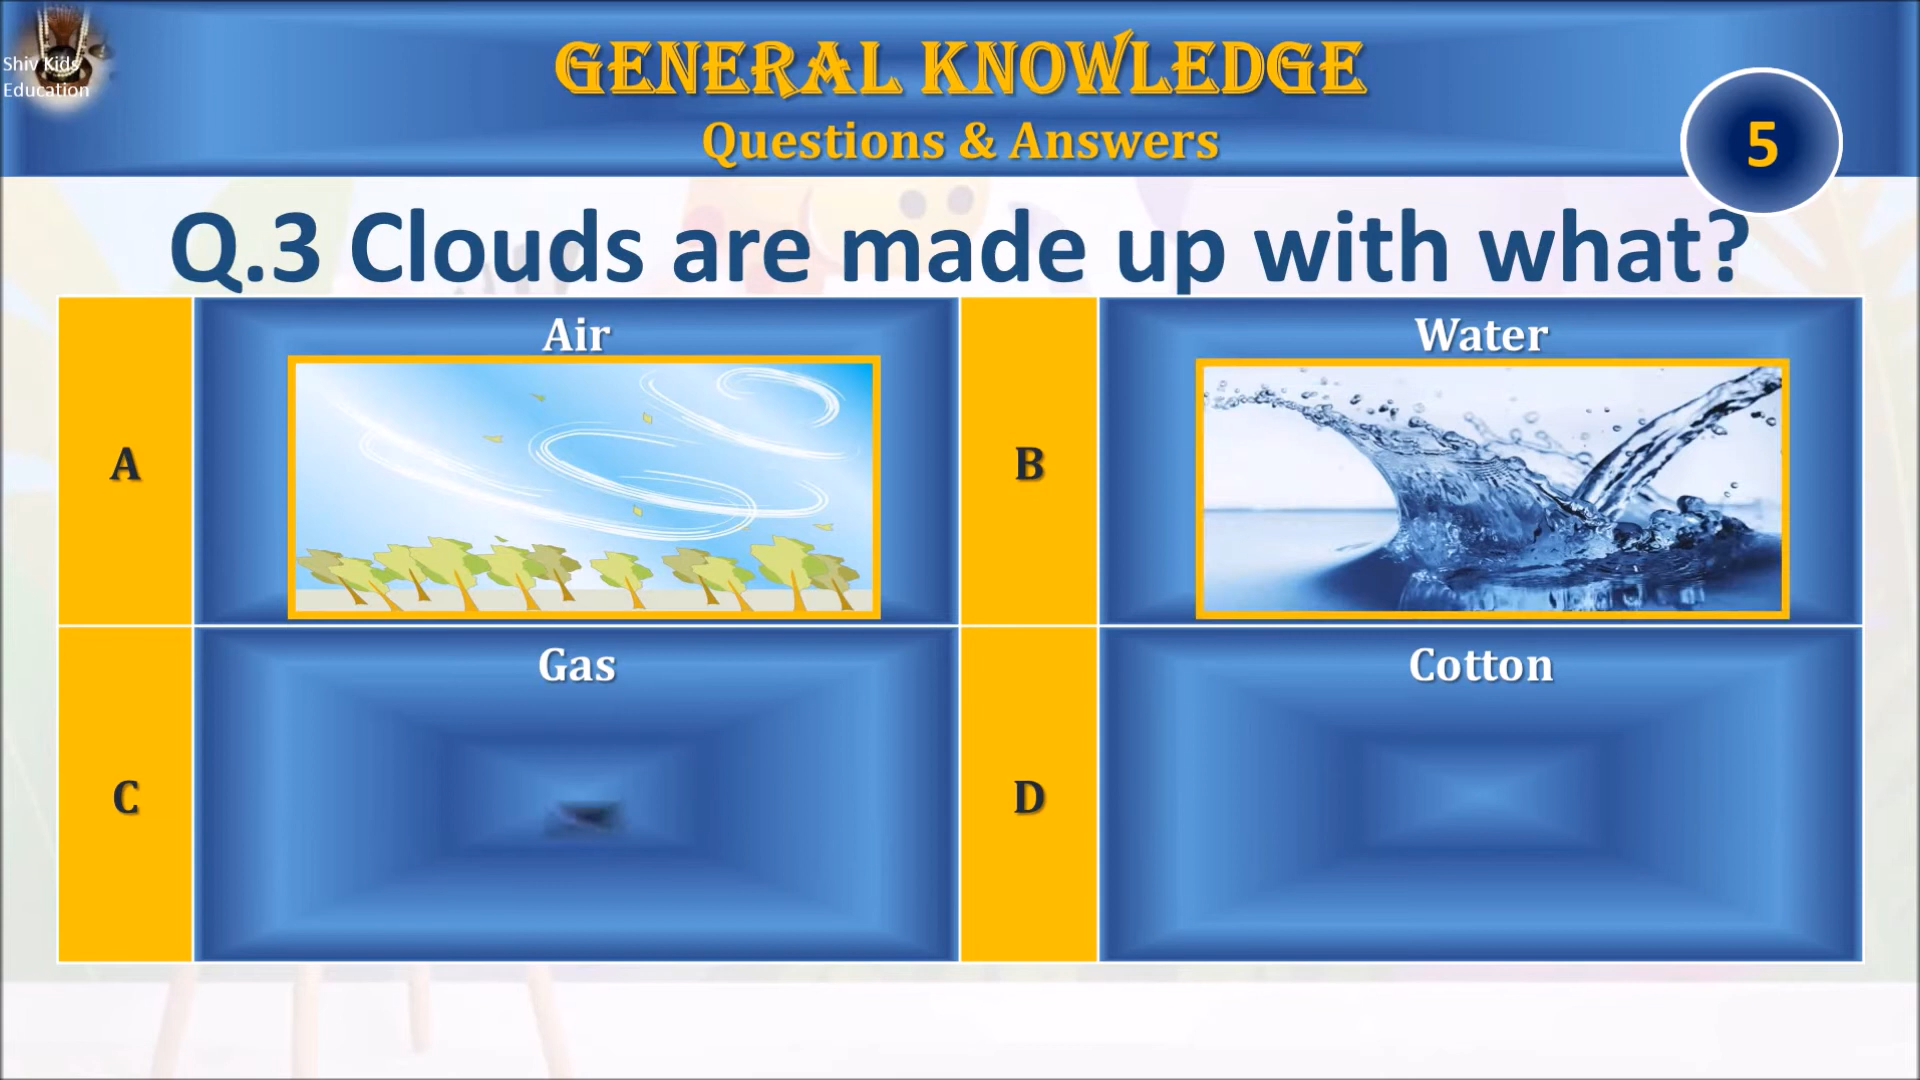 Shiv Kids
Education
GENERAL KNOWLEDGE
Questions & Answers
5
Q.3 Clouds are made up with what?
A
Air
B
Water
C
Gas
D
Cotton